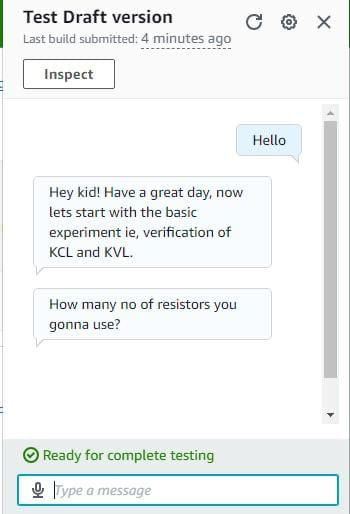 Test Draft version
Last build submitted: 4 minutes ago
Inspect
Hello
Hey kid! Have a great day, now
lets start with the basic
experiment ie, verification of
KCL and KVL.
How many no of resistors you
gonna use?
Ready for complete testing
Type a message